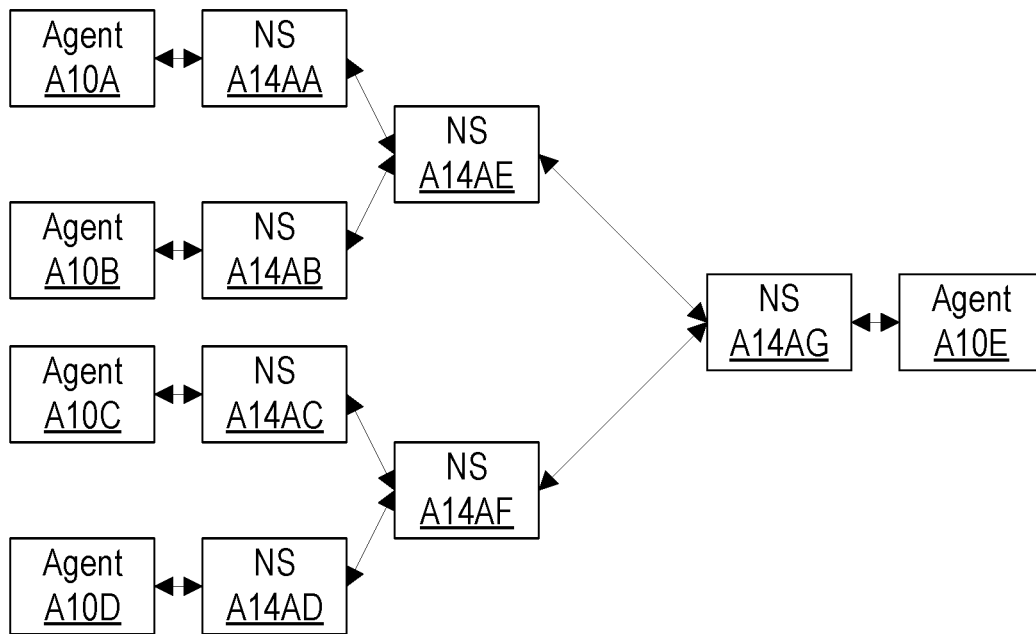 Agent
A10A
NS
A14AA
NS
A14AE
Agent
A10B
NS
A14AB
NS
A14AG
Agent
A10E
Agent
A10C
NS
A14AC
NS
A14AF
Agent
A10D
NS
A14AD